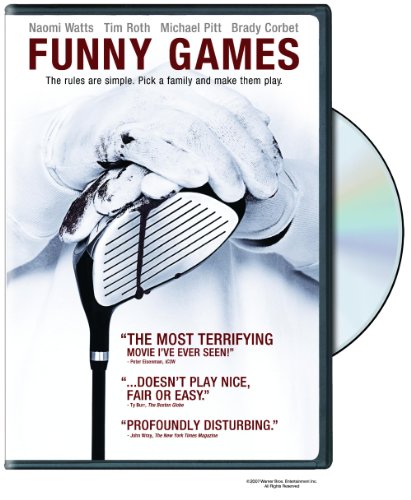 Naomi Watts Tim Roth Michael Pitt Brady Corbet
FUNNY GAMES
The rules are simple. Pick a family and make them play.
“THE MOST TERRIFYING
MOVIE I'VE EVER SEEN!”
- Peter Eisenman, iCON
“...DOESN'T PLAY NICE,
FAIR OR EASY.”
- Ty Burr, The Boston Globe
“PROFOUNDLY DISTURBING.”
- John Wray, The New York Times Magazine
©2007 Warner Bros. Entertainment Inc.
All Rights Reserved